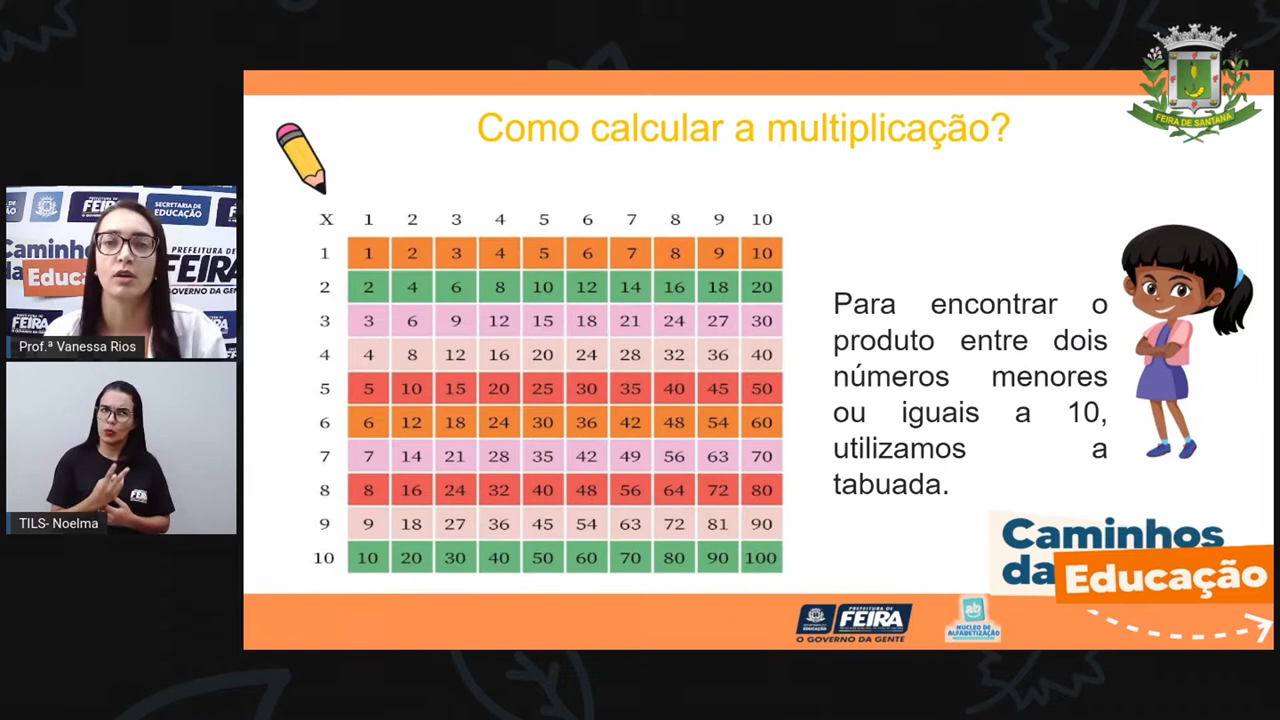 FEIRA DE SANTANA
Como calcular a multiplicação?
X 1 2 3 4 5 6 7 8 9 10
1 1 2 3 4 5 6 7 8 9 10
2 2 4 6 8 10 12 14 16 18 20
3 3 6 9 12 15 18 21 24 27 30
4 4 8 12 16 20 24 28 32 36 40
5 5 10 15 20 25 30 35 40 45 50
6 6 12 18 24 30 36 42 48 54 60
7 7 14 21 28 35 42 49 56 63 70
8 8 16 24 32 40 48 56 64 72 80
9 9 18 27 36 45 54 63 72 81 90
10 10 20 30 40 50 60 70 80 90 100
Para encontrar o
produto entre dois
números menores
ou iguais a 10,
utilizamos a
tabuada.
SECRETARIA DE
EDUCAÇÃO
FEIRA
Caminho
da
Educa
PREFEITURA DE
FEIRA
GOVERNO DA GENTE
FEIRA
Prof.ª Vanessa Rios
TILS- Noelma
Caminhos
da Educação
PREFEITURA DE
FEIRA
O GOVERNO DA GENTE
ab
NÚCLEO DE
ALFABETIZAÇÃO